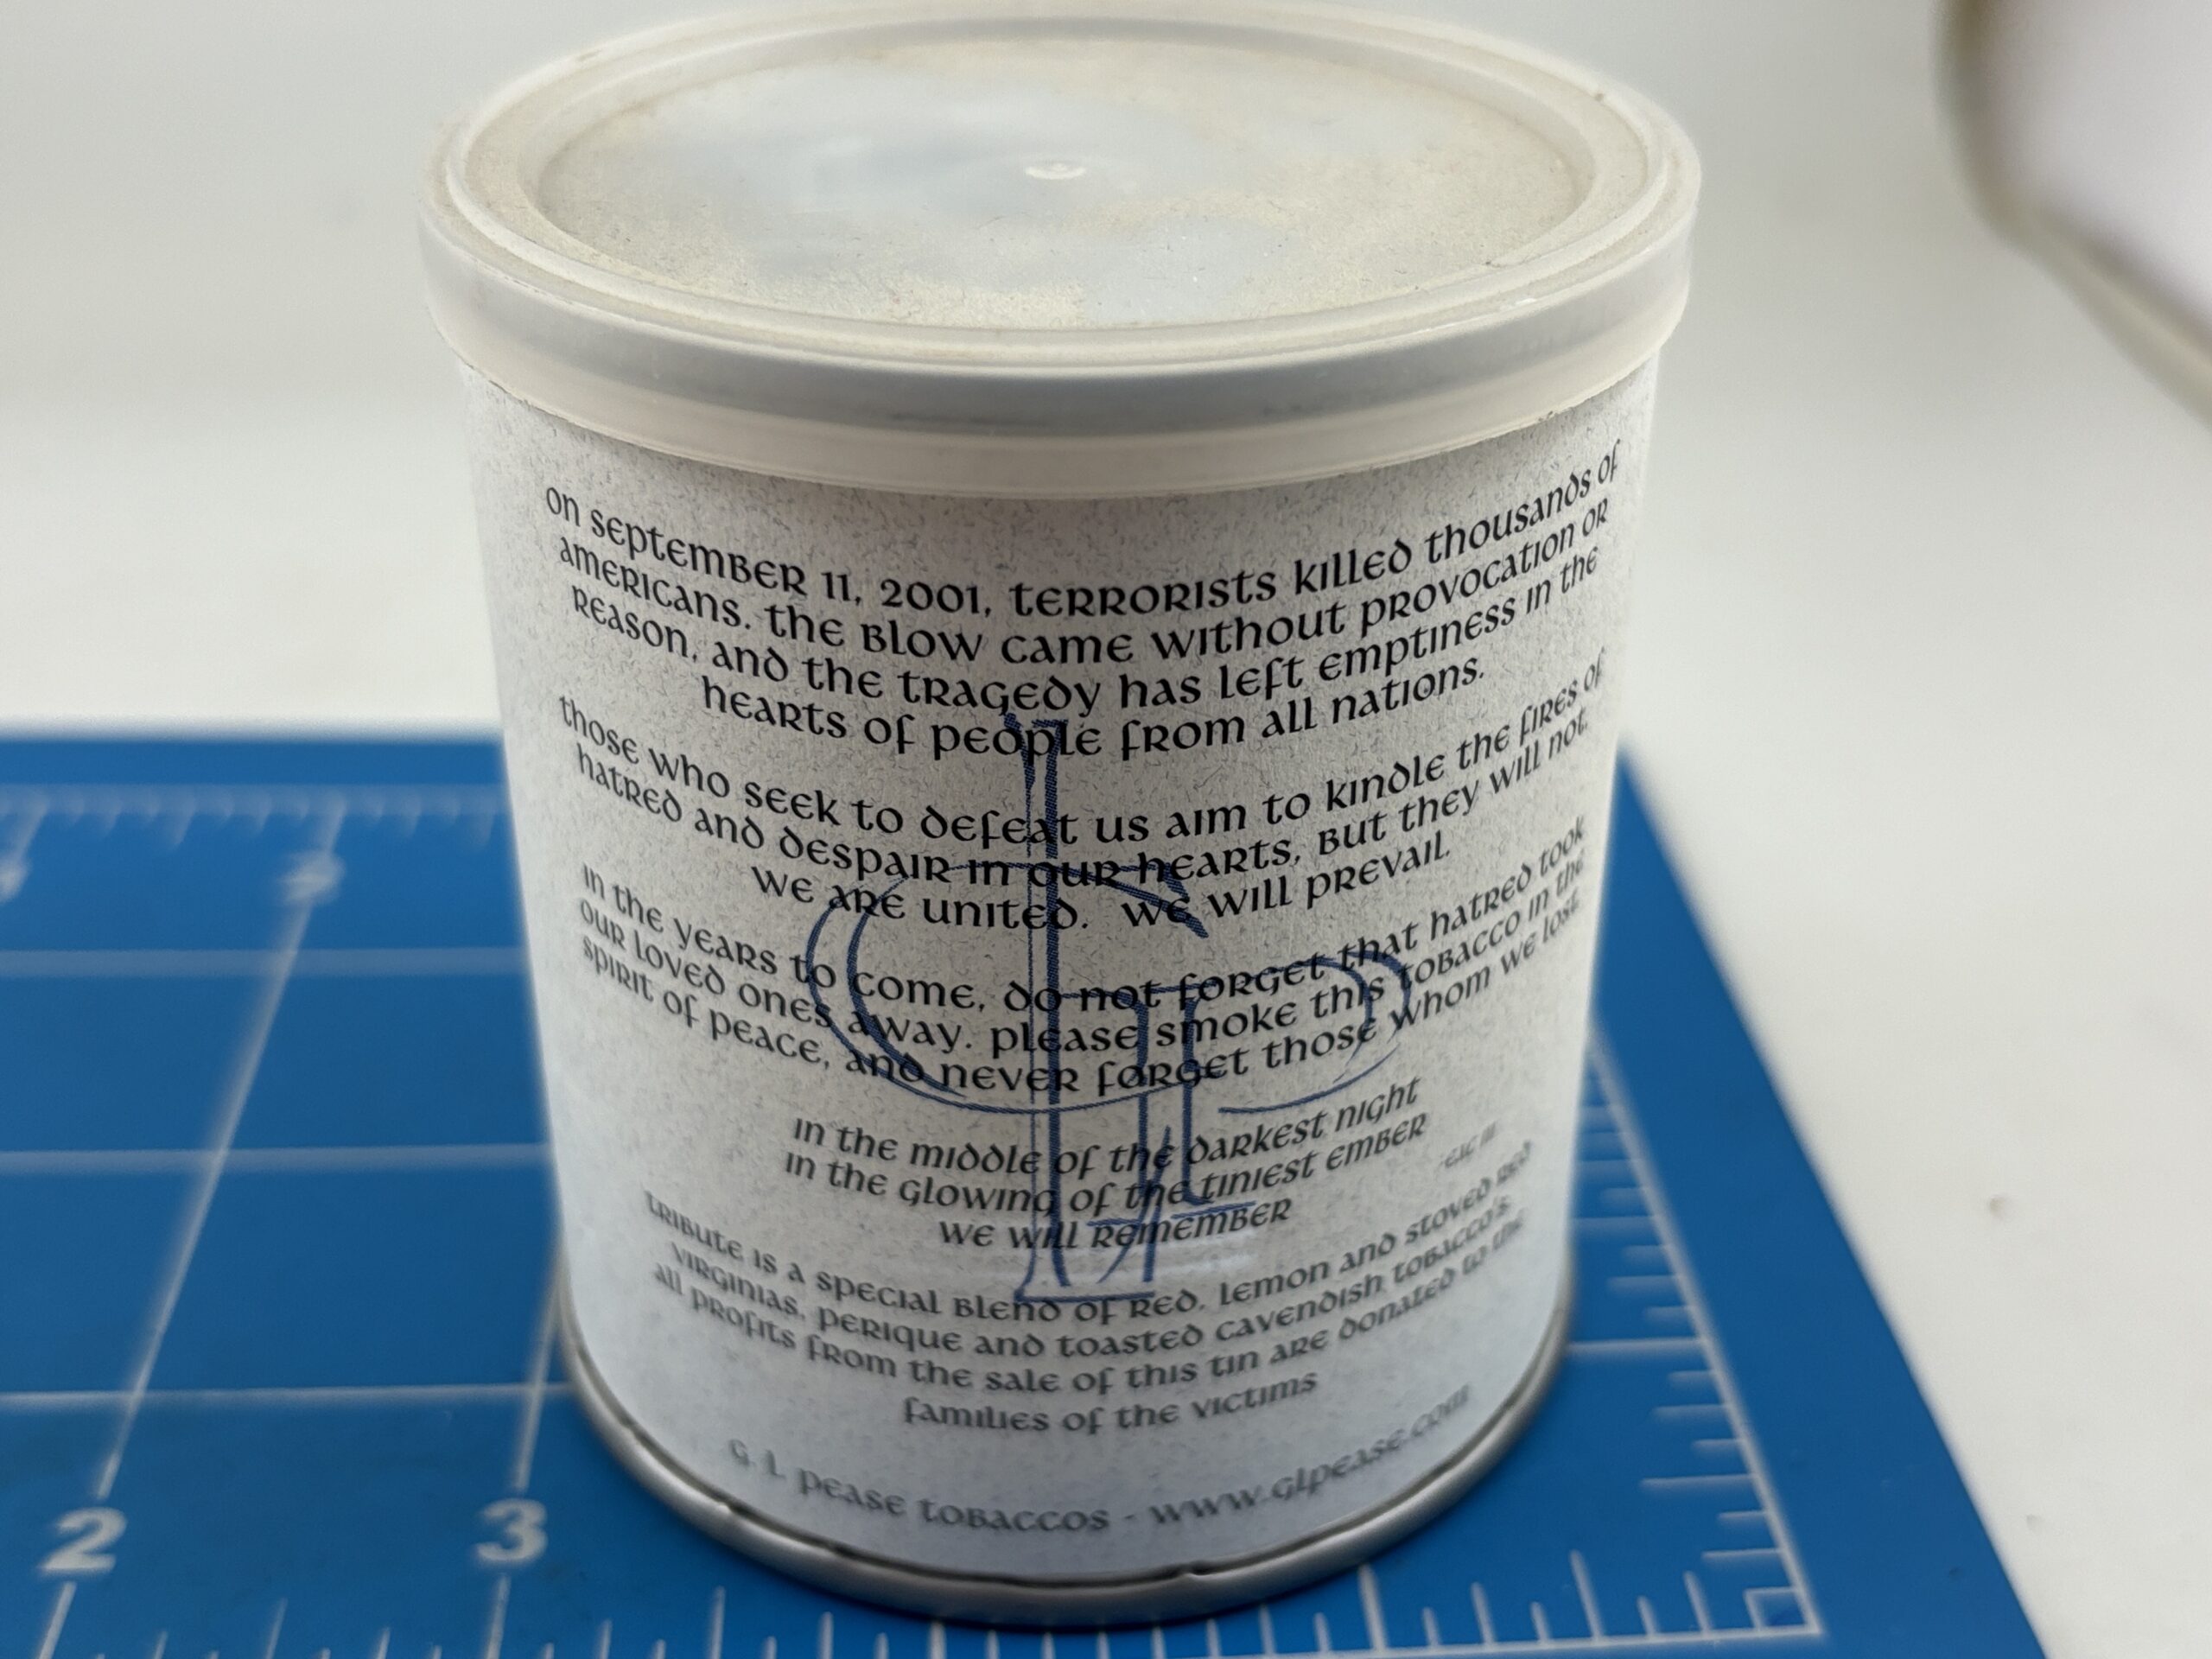 on september 11, 2001, terrorists killed thousands of
americans. the blow came without provocation or
reason, and the tragedy has left emptiness in the
hearts of people from all nations.
those who seek to defeat us aim to kindle the fires of
hatred and despair in our hearts, but they will not.
we are united. we will prevail.
in the years to come, do not forget that hatred took
our loved ones away. please smoke this tobacco in the
spirit of peace, and never forget those whom we lost.
in the middle of the darkest night
in the glowing of the tiniest ember
we will remember
tribute is a special blend of red, lemon and stoved red
virginias, perique and toasted cavendish tobacco's.
all profits from the sale of this tin are donated to the
families of the victims
G. L. Pease Tobaccos - www.glpease.com
2
3